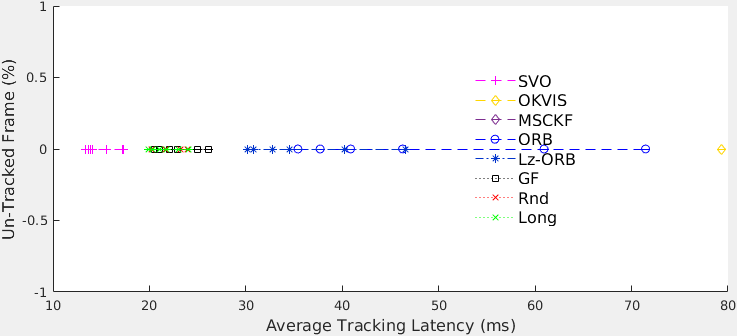 1
0.5
0
-0.5
-1
Un-Tracked Frame (%)
SVO
OKVIS
MSCKF
ORB
Lz-ORB
GF
Rnd
Long
10 20 30 40 50 60 70 80
Average Tracking Latency (ms)